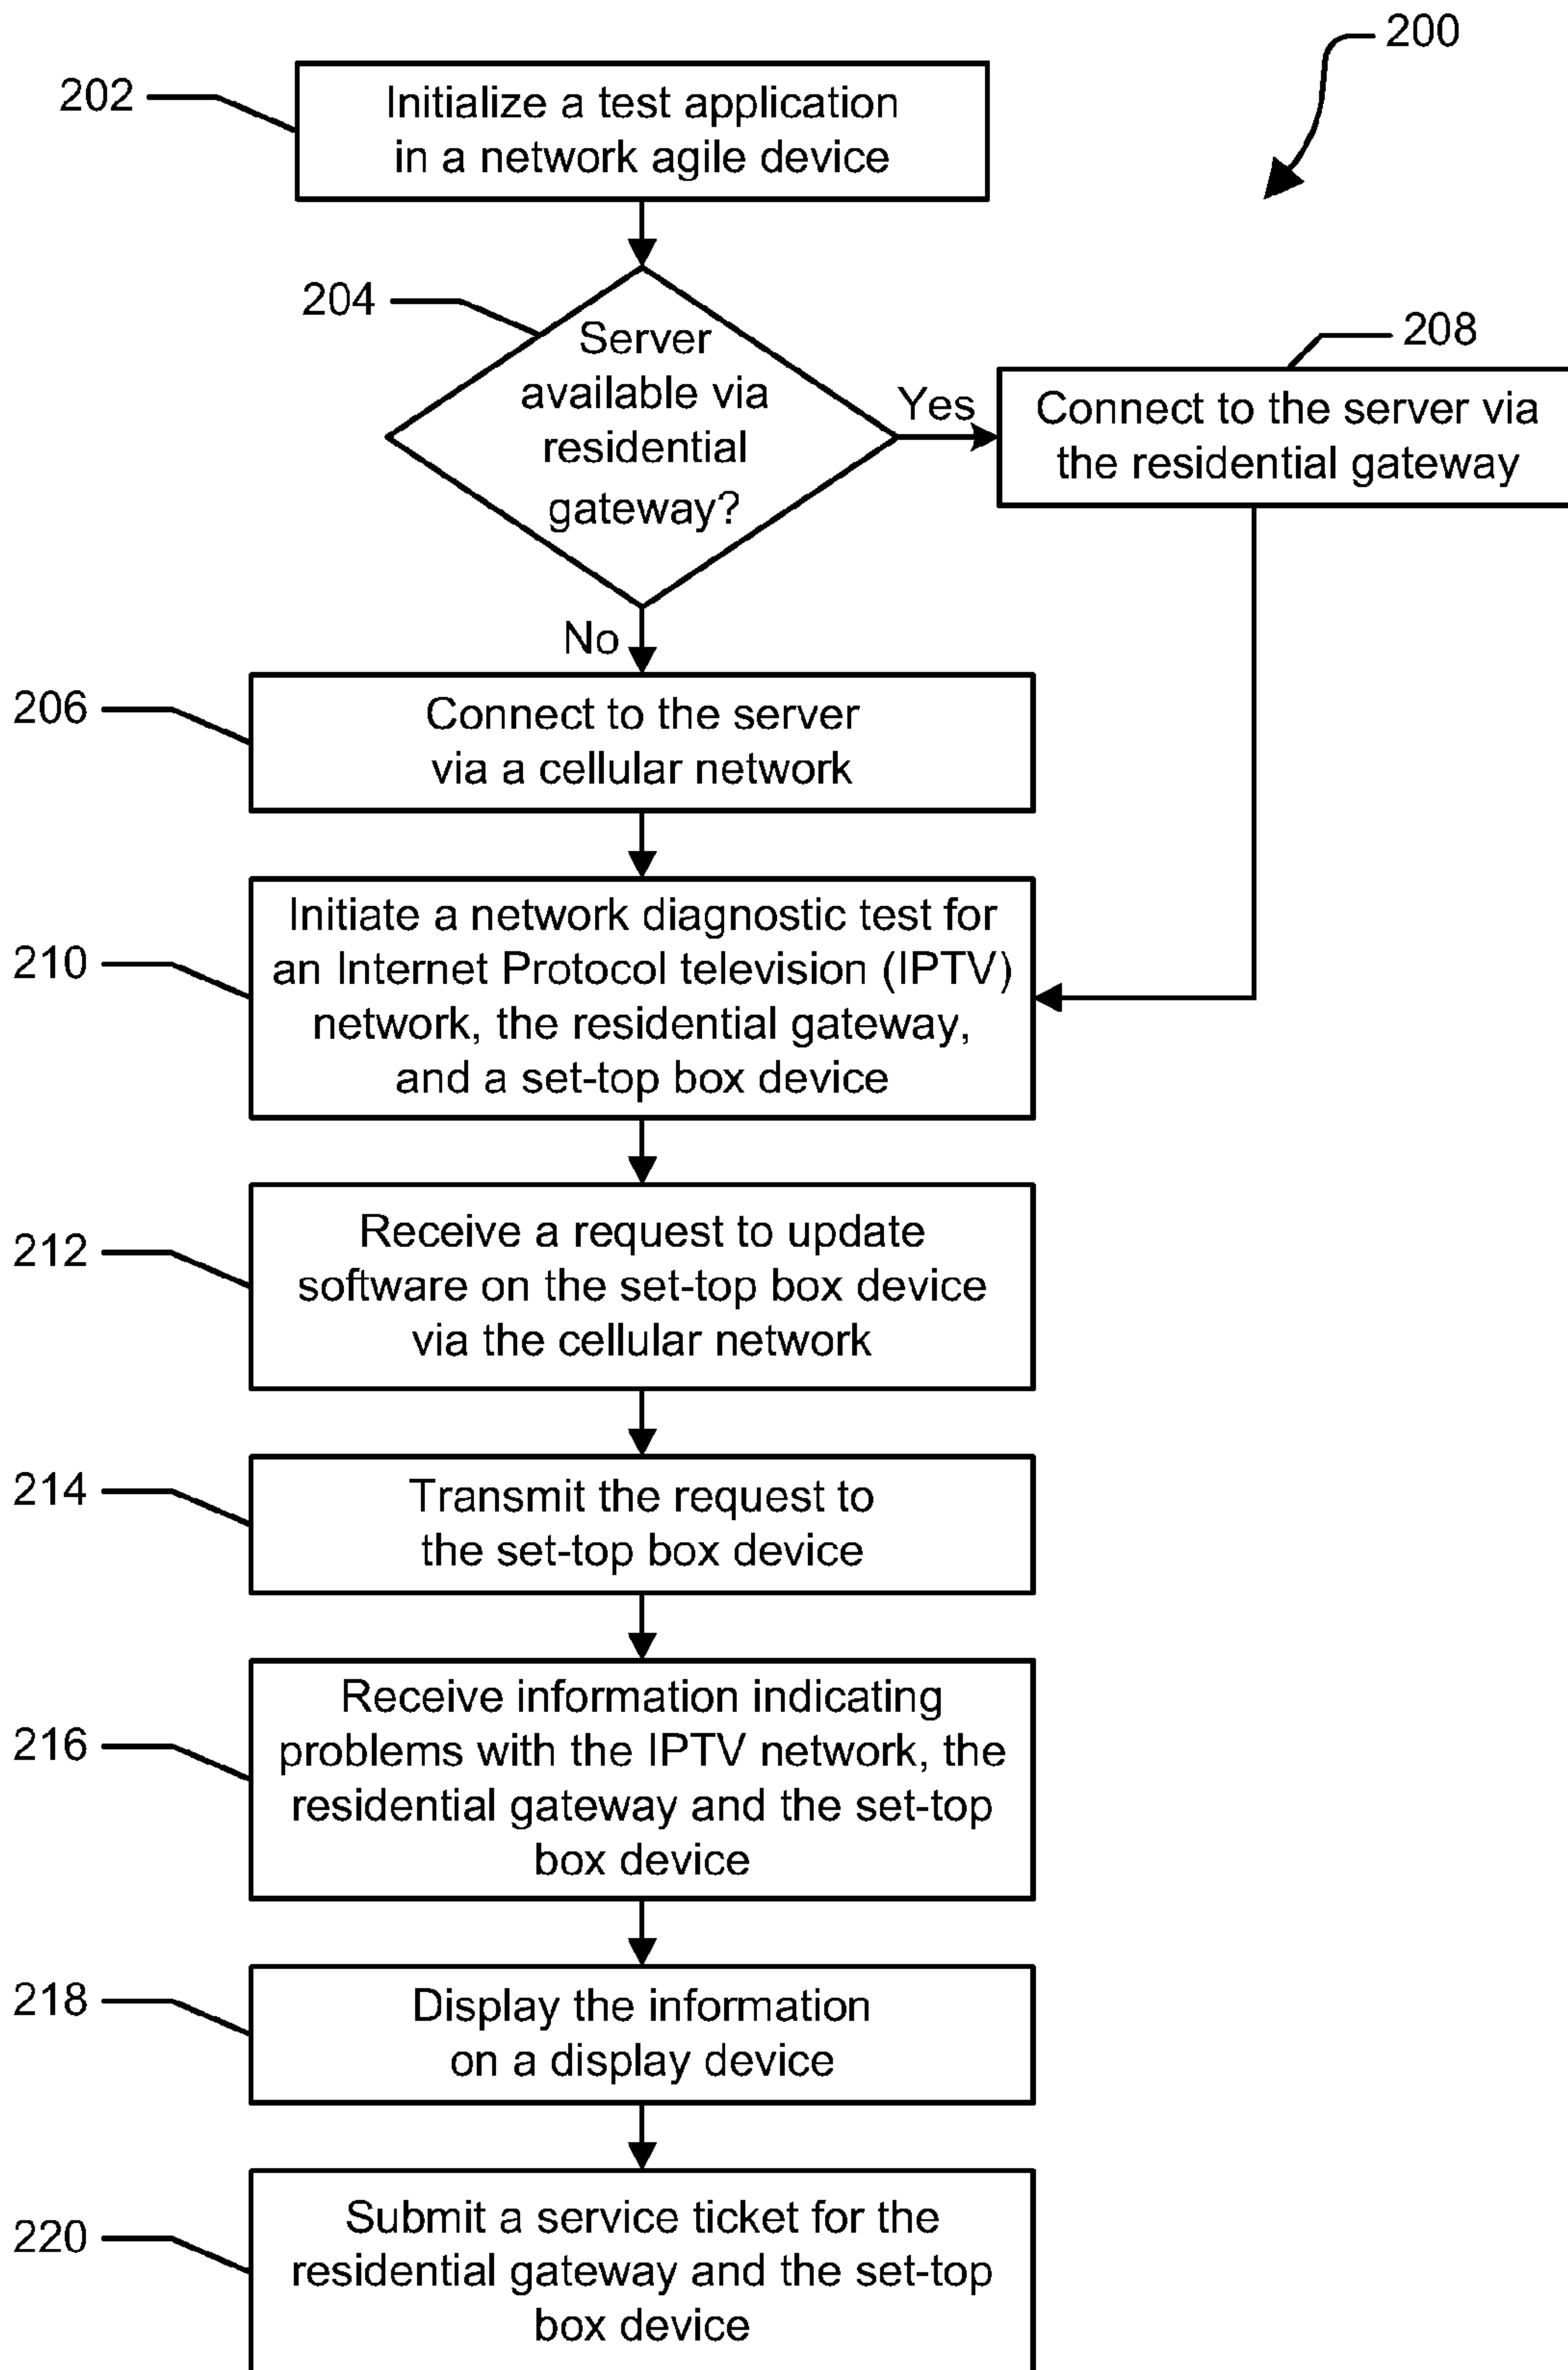 200
202
Initialize a test application
in a network agile device
204
Server
available via
residential
gateway?
Yes
208
Connect to the server via
the residential gateway
No
206
Connect to the server
via a cellular network
210
Initiate a network diagnostic test for
an Internet Protocol television (IPTV)
network, the residential gateway,
and a set-top box device
212
Receive a request to update
software on the set-top box device
via the cellular network
214
Transmit the request to
the set-top box device
216
Receive information indicating
problems with the IPTV network, the
residential gateway and the set-top
box device
218
Display the information
on a display device
220
Submit a service ticket for the
residential gateway and the set-top
box device